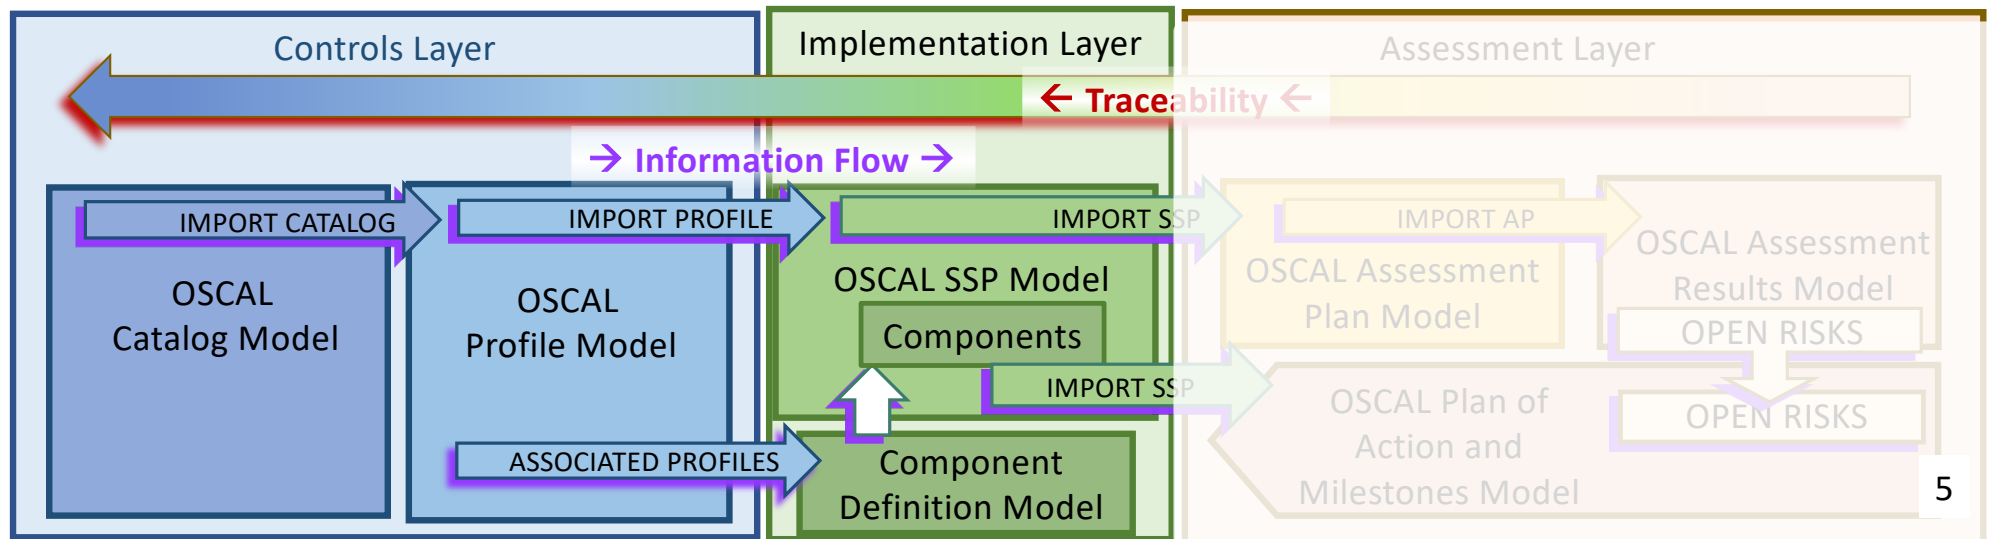 Controls Layer
Implementation Layer
Assessment Layer
← Traceability ←
→ Information Flow →
IMPORT CATALOG
IMPORT PROFILE
IMPORT SSP
IMPORT AP
OSCAL
Catalog Model
OSCAL
Profile Model
OSCAL SSP Model
Components
IMPORT SSP
OSCAL Assessment
Plan Model
OSCAL Assessment
Results Model
OPEN RISKS
OPEN RISKS
OSCAL Plan of
Action and
Milestones Model
ASSOCIATED PROFILES
Component
Definition Model
5